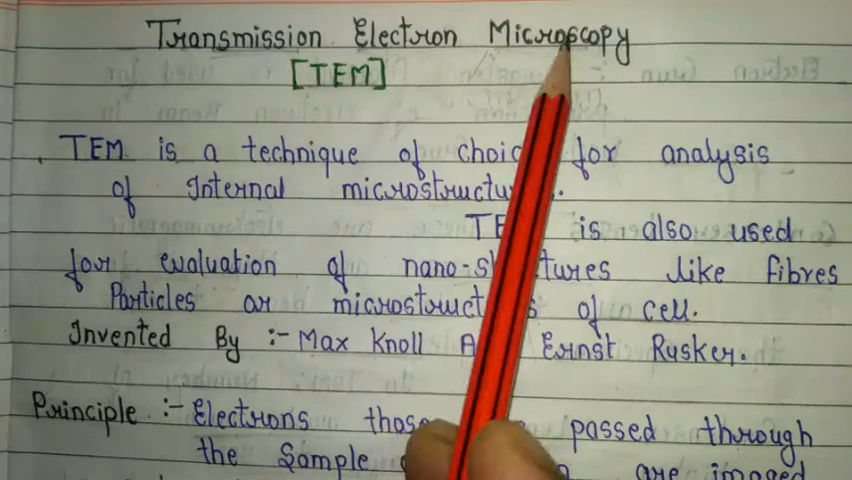 Transmission Electron Microscopy
[TEM]
TEM is a technique of choic for analysis
of Internal microstructu .
TE is also used
for evaluation of nano-s tures like fibres
Particles or microstruct s of cell.
Invented By :- Max Knoll A Ernst Rusker.
Principle :- Electrons those passed through
the Sample are imaged